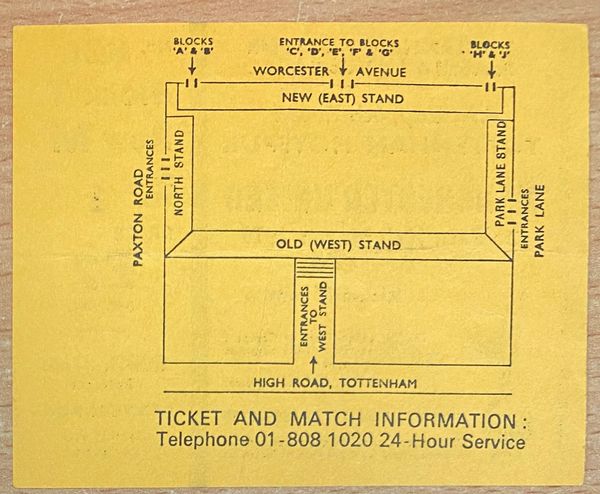 BLOCKS
'A' & 'B'
ENTRANCE TO BLOCKS
'C', 'D', 'E', 'F' & 'G'
BLOCKS
'H' & 'J'
WORCESTER AVENUE
NEW (EAST) STAND
PAXTON ROAD
ENTRANCES
NORTH STAND
PARK LANE STAND
ENTRANCES
PARK LANE
OLD (WEST) STAND
ENTRANCES
TO
WEST STAND
HIGH ROAD, TOTTENHAM
TICKET AND MATCH INFORMATION:
Telephone 01-808 1020 24-Hour Service